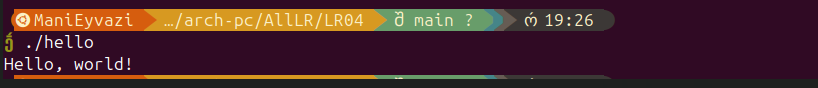 ManiEyvazi …/arch-pc/AllLR/LR04 main ? 19:26
./hello
Hello, world!